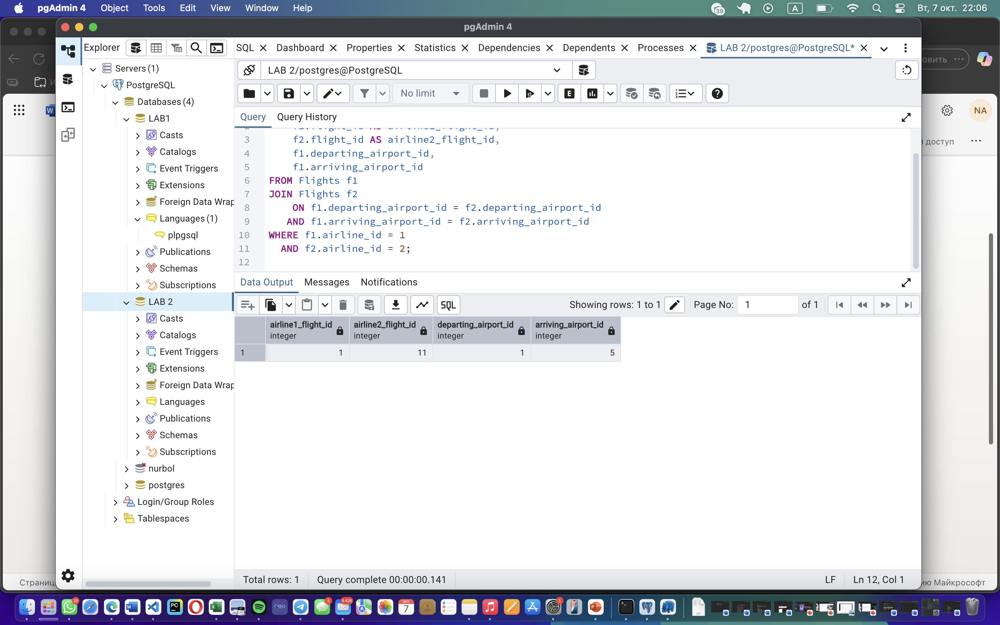 pgAdmin 4 Object Tools Edit View Window Help
39 A Вт, 7 окт. 22:06
pgAdmin 4
Explorer
SQL Dashboard Properties Statistics Dependencies Dependents Processes LAB 2/postgres@PostgreSQL*
LAB 2/postgres@PostgreSQL
No limit
Query Query History
3 f2.flight_id AS airline2_flight_id,
4 f1.departing_airport_id,
5 f1.arriving_airport_id
6 FROM Flights f1
7 JOIN Flights f2
8 ON f1.departing_airport_id = f2.departing_airport_id
9 AND f1.arriving_airport_id = f2.arriving_airport_id
10 WHERE f1.airline_id = 1
11 AND f2.airline_id = 2;
12
Data Output Messages Notifications
SQL Showing rows: 1 to 1 Page No: 1 of 1
airline1_flight_id integer airline2_flight_id integer departing_airport_id integer arriving_airport_id integer
1 1 11 1 5
Total rows: 1 Query complete 00:00:00.141 LF Ln 12, Col 1
Servers (1)
PostgreSQL
Databases (4)
LAB1
Casts
Catalogs
Event Triggers
Extensions
Foreign Data Wrap
Languages (1)
plpgsql
Publications
Schemas
Subscriptions
LAB 2
Casts
Catalogs
Event Triggers
Extensions
Foreign Data Wrap
Languages
Publications
Schemas
Subscriptions
nurbol
postgres
Login/Group Roles
Tablespaces
NA
доступ
Майкрософт
23
5
4 428
ОКТ.
7
1